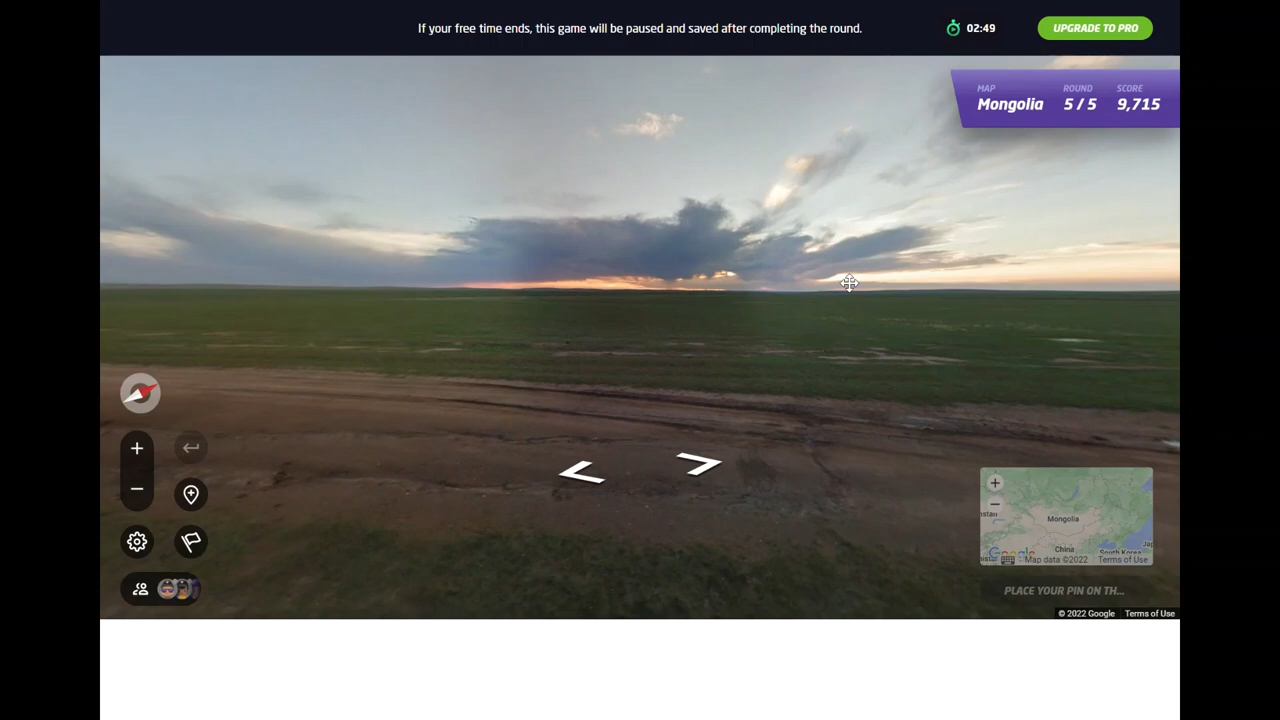 If your free time ends, this game will be paused and saved after completing the round.
02:49
UPGRADE TO PRO
MAP ROUND SCORE
Mongolia 5 / 5 9,715
Mongolia
China
South Korea
Google
Map data ©2022 Terms of Use
PLACE YOUR PIN ON TH...
© 2022 Google Terms of Use